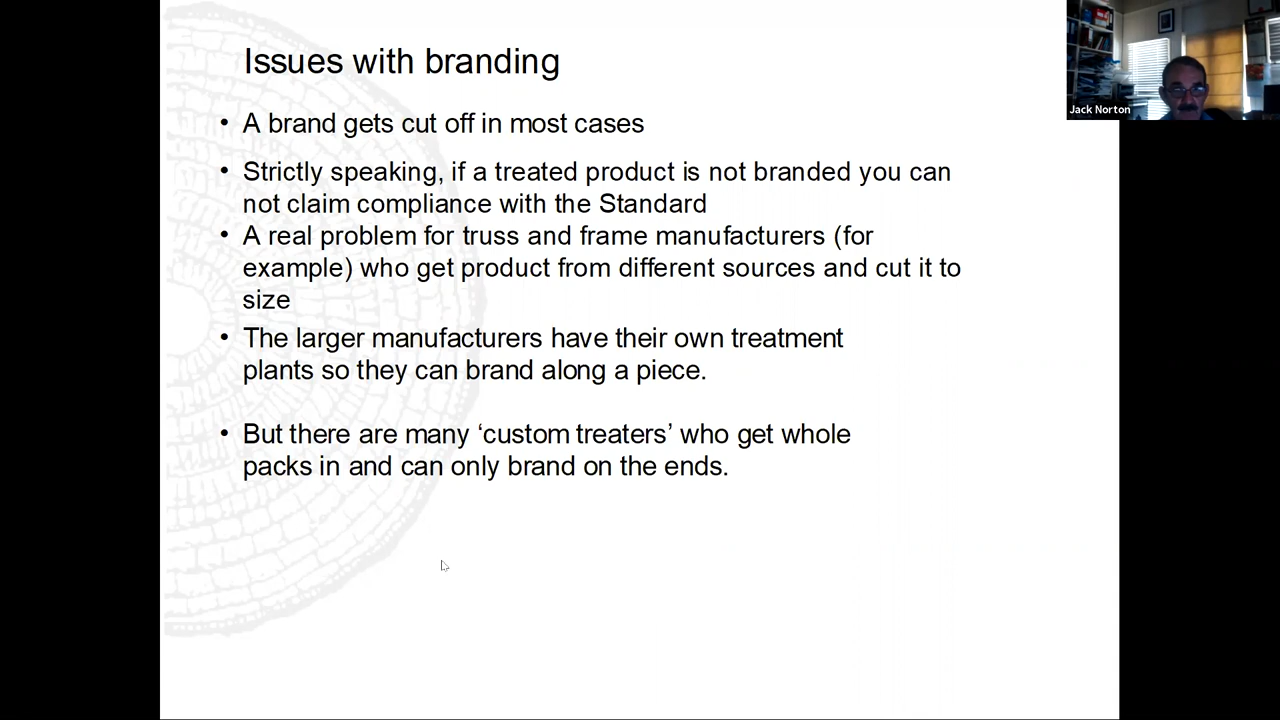 Issues with branding
Jack Norton
• A brand gets cut off in most cases
• Strictly speaking, if a treated product is not branded you can
not claim compliance with the Standard
• A real problem for truss and frame manufacturers (for
example) who get product from different sources and cut it to
size
• The larger manufacturers have their own treatment
plants so they can brand along a piece.
• But there are many ‘custom treaters’ who get whole
packs in and can only brand on the ends.